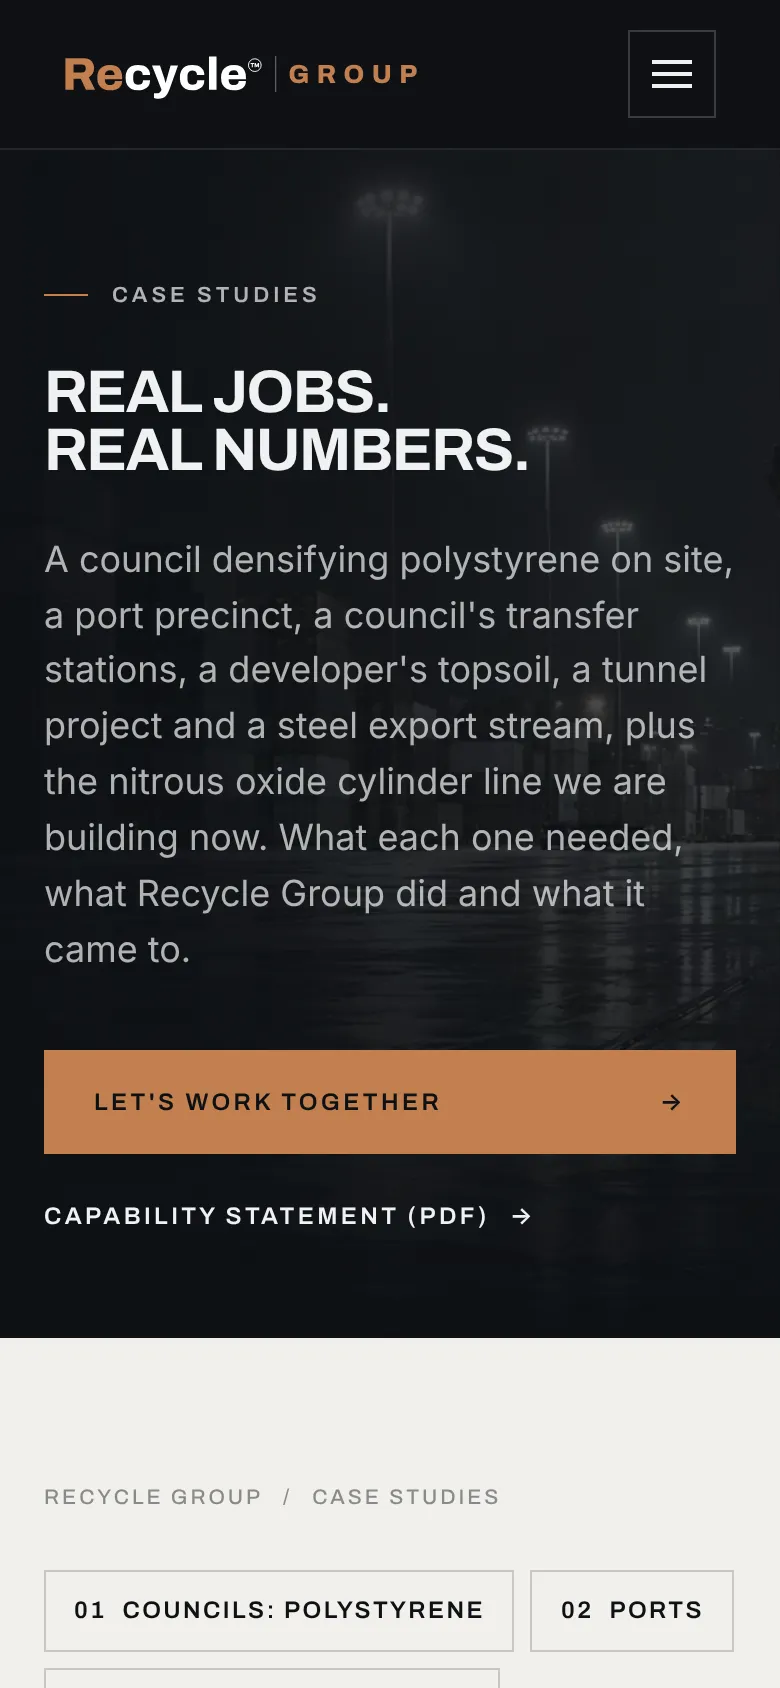 Recycle™ GROUP
CASE STUDIES
REAL JOBS.
REAL NUMBERS.
A council densifying polystyrene on site,
a port precinct, a council's transfer
stations, a developer's topsoil, a tunnel
project and a steel export stream, plus
the nitrous oxide cylinder line we are
building now. What each one needed,
what Recycle Group did and what it
came to.
LET'S WORK TOGETHER →
CAPABILITY STATEMENT (PDF) →
RECYCLE GROUP / CASE STUDIES
01 COUNCILS: POLYSTYRENE
02 PORTS